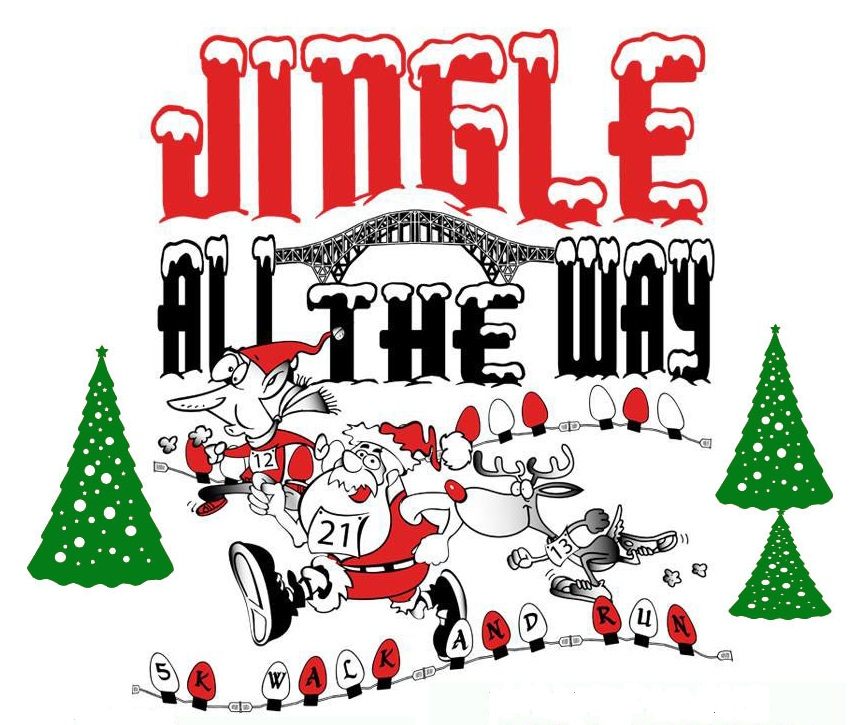 JINGLE
ALL THE WAY
12
21
13
5K WALK AND RUN